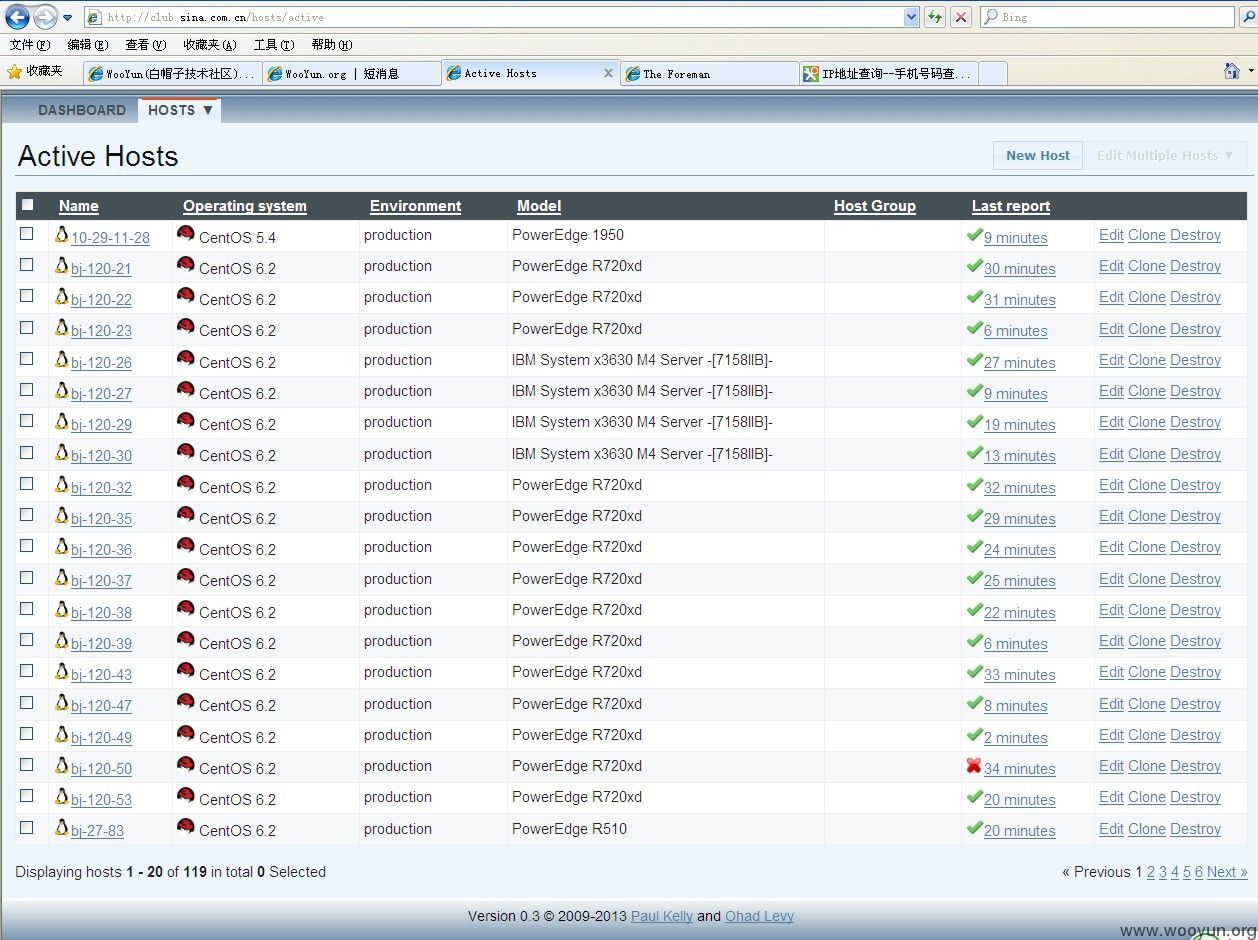 http://club.sina.com.cn/hosts/active Bing
文件(F) 编辑(E) 查看(V) 收藏夹(A) 工具(T) 帮助(H)
收藏夹 WooYun(白帽子技术社区)... WooYun.org | 短消息 Active Hosts The Foreman IP地址查询--手机号码查...
DASHBOARD HOSTS ▼
Active Hosts
New Host Edit Multiple Hosts ▼
Name Operating system Environment Model Host Group Last report
10-29-11-28 CentOS 5.4 production PowerEdge 1950 9 minutes Edit Clone Destroy
bj-120-21 CentOS 6.2 production PowerEdge R720xd 30 minutes Edit Clone Destroy
bj-120-22 CentOS 6.2 production PowerEdge R720xd 31 minutes Edit Clone Destroy
bj-120-23 CentOS 6.2 production PowerEdge R720xd 6 minutes Edit Clone Destroy
bj-120-26 CentOS 6.2 production IBM System x3630 M4 Server -[7158IIB]- 27 minutes Edit Clone Destroy
bj-120-27 CentOS 6.2 production IBM System x3630 M4 Server -[7158IIB]- 9 minutes Edit Clone Destroy
bj-120-29 CentOS 6.2 production IBM System x3630 M4 Server -[7158IIB]- 19 minutes Edit Clone Destroy
bj-120-30 CentOS 6.2 production IBM System x3630 M4 Server -[7158IIB]- 13 minutes Edit Clone Destroy
bj-120-32 CentOS 6.2 production PowerEdge R720xd 32 minutes Edit Clone Destroy
bj-120-35 CentOS 6.2 production PowerEdge R720xd 29 minutes Edit Clone Destroy
bj-120-36 CentOS 6.2 production PowerEdge R720xd 24 minutes Edit Clone Destroy
bj-120-37 CentOS 6.2 production PowerEdge R720xd 25 minutes Edit Clone Destroy
bj-120-38 CentOS 6.2 production PowerEdge R720xd 22 minutes Edit Clone Destroy
bj-120-39 CentOS 6.2 production PowerEdge R720xd 6 minutes Edit Clone Destroy
bj-120-43 CentOS 6.2 production PowerEdge R720xd 33 minutes Edit Clone Destroy
bj-120-47 CentOS 6.2 production PowerEdge R720xd 8 minutes Edit Clone Destroy
bj-120-49 CentOS 6.2 production PowerEdge R720xd 2 minutes Edit Clone Destroy
bj-120-50 CentOS 6.2 production PowerEdge R720xd 34 minutes Edit Clone Destroy
bj-120-53 CentOS 6.2 production PowerEdge R720xd 20 minutes Edit Clone Destroy
bj-27-83 CentOS 6.2 production PowerEdge R510 20 minutes Edit Clone Destroy
Displaying hosts 1 - 20 of 119 in total 0 Selected « Previous 1 2 3 4 5 6 Next »
Version 0.3 © 2009-2013 Paul Kelly and Ohad Levy
www.wooyun.org